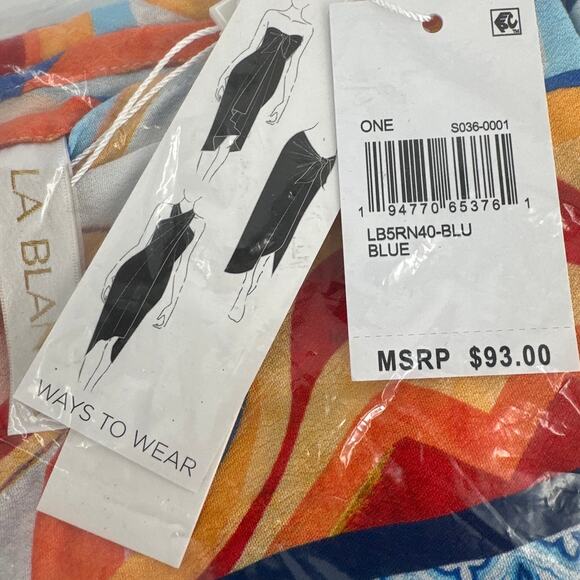 LA BLAN
WAYS TO WEAR
ONE S036-0001
1 94770 65376 1
LB5RN40-BLU
BLUE
MSRP $93.00